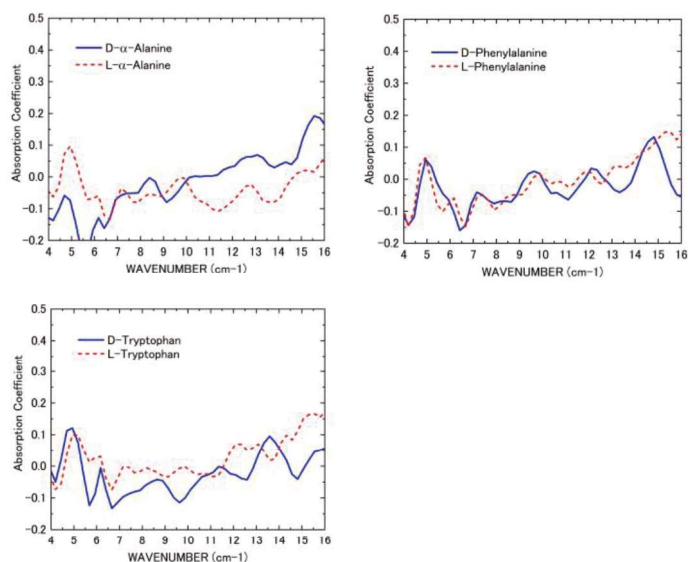 0.5
0.4
0.3
0.2
0.1
0.0
-0.1
-0.2
Absorption Coefficient
D-α-Alanine
L-α-Alanine
4 5 6 7 8 9 10 11 12 13 14 15 16
WAVENUMBER (cm-1)
0.5
0.4
0.3
0.2
0.1
0.0
-0.1
-0.2
Absorption Coefficient
D-Phenylalanine
L-Phenylalanine
4 5 6 7 8 9 10 11 12 13 14 15 16
WAVENUMBER (cm-1)
0.5
0.4
0.3
0.2
0.1
0.0
-0.1
-0.2
Absorption Coefficient
D-Tryptophan
L-Tryptophan
4 5 6 7 8 9 10 11 12 13 14 15 16
WAVENUMBER (cm-1)